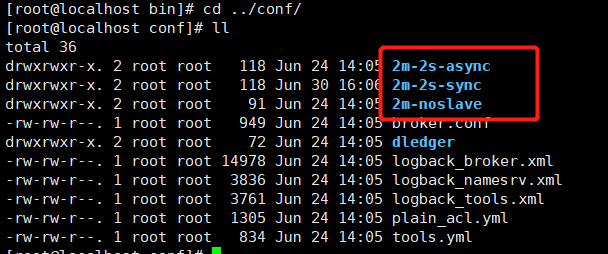 [root@localhost bin]# cd ../conf/
[root@localhost conf]# ll
total 36
drwxrwxr-x. 2 root root   118 Jun 24 14:05 2m-2s-async
drwxrwxr-x. 2 root root   118 Jun 30 16:06 2m-2s-sync
drwxrwxr-x. 2 root root    91 Jun 24 14:05 2m-noslave
-rw-rw-r--. 1 root root   949 Jun 24 14:05 broker.conf
drwxrwxr-x. 2 root root    72 Jun 24 14:05 dledger
-rw-rw-r--. 1 root root 14978 Jun 24 14:05 logback_broker.xml
-rw-rw-r--. 1 root root  3836 Jun 24 14:05 logback_namesrv.xml
-rw-rw-r--. 1 root root  3761 Jun 24 14:05 logback_tools.xml
-rw-rw-r--. 1 root root  1305 Jun 24 14:05 plain_acl.yml
-rw-rw-r--. 1 root root   834 Jun 24 14:05 tools.yml
[root@localhost conf]#